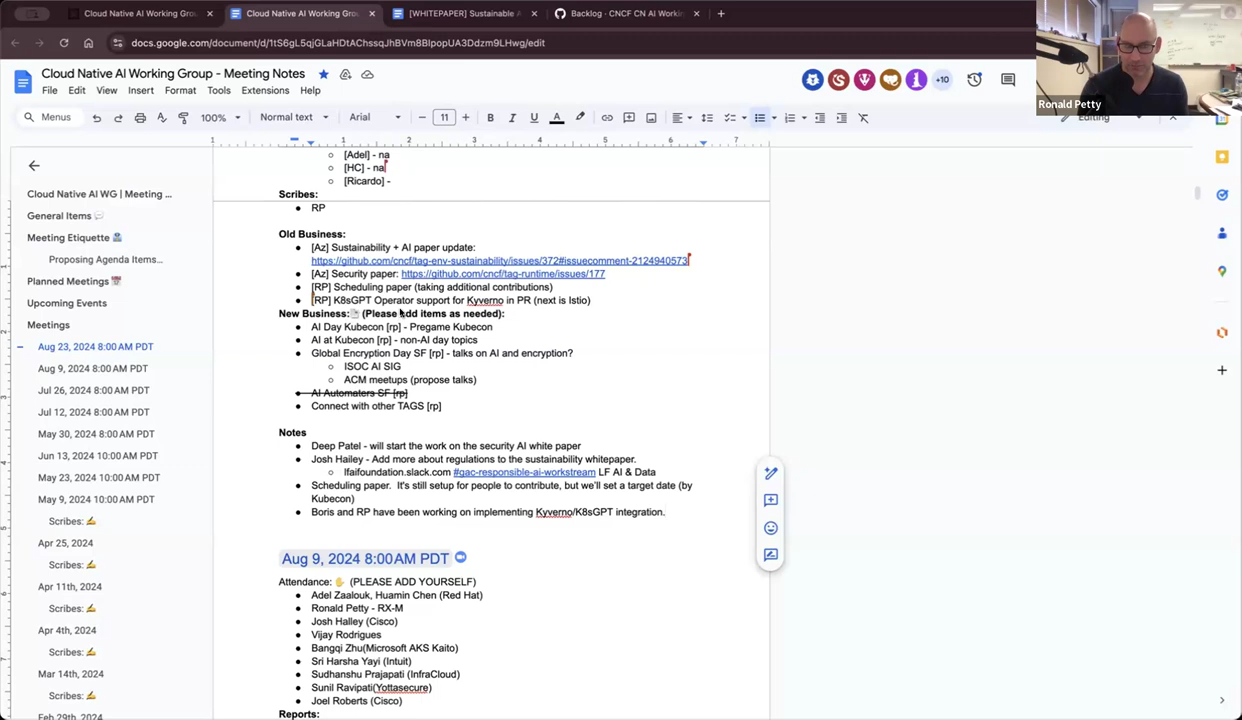 Cloud Native AI Working Gro
Cloud Native AI Working Gro
[WHITEPAPER] Sustainable A
Backlog · CNCF CN AI Workin
docs.google.com/document/d/1tS6gL5qjGLaHDtAChssqJhBVm8BIpopUA3Ddzm9LHwg/edit
Cloud Native AI Working Group - Meeting Notes
File Edit View Insert Format Tools Extensions Help
+10
Ronald Petty
Menus
100%
Normal text
Arial
11
Editing
1 1 2 3 4 5 6 7
Cloud Native AI WG | Meeting ...
General Items
Meeting Etiquette
Proposing Agenda Items...
Planned Meetings
Upcoming Events
Meetings
Aug 23, 2024 8:00 AM PDT
Aug 9, 2024 8:00 AM PDT
Jul 26, 2024 8:00 AM PDT
Jul 12, 2024 8:00 AM PDT
May 30, 2024 8:00 AM PDT
Jun 13, 2024 10:00 AM PDT
May 23, 2024 10:00 AM PDT
May 9, 2024 10:00 AM PDT
Scribes:
Apr 25, 2024
Scribes:
Apr 11th, 2024
Scribes:
Apr 4th, 2024
Scribes:
Mar 14th, 2024
Scribes:
Feb 29th, 2024
[Adel] - na
[HC] - na
[Ricardo] -
Scribes:
RP
Old Business:
[Az] Sustainability + AI paper update:
https://github.com/cncf/tag-env-sustainability/issues/372#issuecomment-2124940573
[Az] Security paper: https://github.com/cncf/tag-runtime/issues/177
[RP] Scheduling paper (taking additional contributions)
[RP] K8sGPT Operator support for Kyverno in PR (next is Istio)
New Business: (Please add items as needed):
AI Day Kubecon [rp] - Pregame Kubecon
AI at Kubecon [rp] - non-AI day topics
Global Encryption Day SF [rp] - talks on AI and encryption?
ISOC AI SIG
ACM meetups (propose talks)
AI Automaters SF [rp]
Connect with other TAGS [rp]
Notes
Deep Patel - will start the work on the security AI white paper
Josh Hailey - Add more about regulations to the sustainability whitepaper.
lfaifoundation.slack.com #gac-responsible-ai-workstream LF AI & Data
Scheduling paper. It's still setup for people to contribute, but we'll set a target date (by
Kubecon)
Boris and RP have been working on implementing Kyverno/K8sGPT integration.
Aug 9, 2024 8:00 AM PDT
Attendance: (PLEASE ADD YOURSELF)
Adel Zaalouk, Huamin Chen (Red Hat)
Ronald Petty - RX-M
Josh Halley (Cisco)
Vijay Rodrigues
Bangqi Zhu(Microsoft AKS Kaito)
Sri Harsha Yayi (Intuit)
Sudhanshu Prajapati (InfraCloud)
Sunil Ravipati(Yottasecure)
Joel Roberts (Cisco)
Reports: